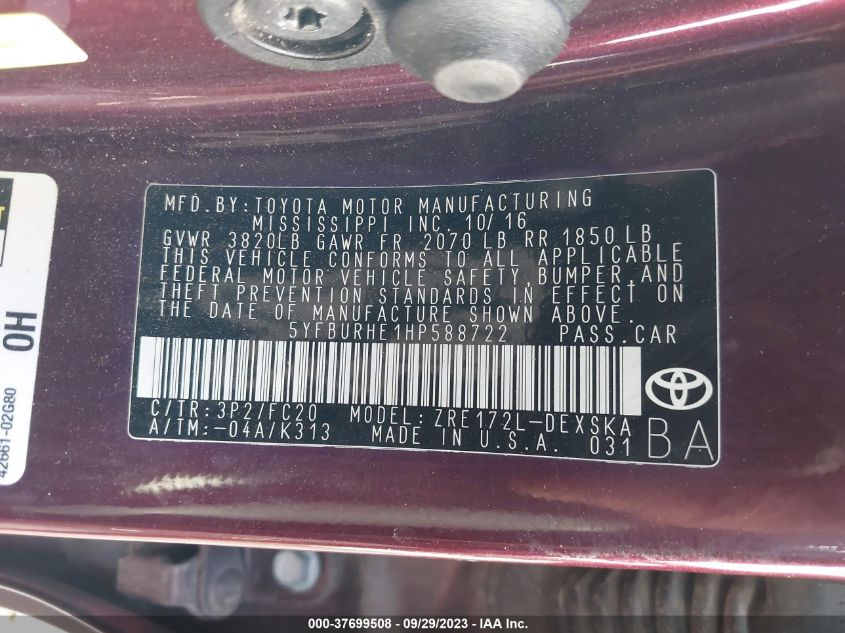 MFD. BY: TOYOTA MOTOR MANUFACTURING
MISSISSIPPI INC. 10/16
GVWR 3820LB GAWR FR 2070 LB RR 1850 LB
THIS VEHICLE CONFORMS TO ALL APPLICABLE
FEDERAL MOTOR VEHICLE SAFETY, BUMPER, AND
THEFT PREVENTION STANDARDS IN EFFECT ON
THE DATE OF MANUFACTURE SHOWN ABOVE.
5YFBURHE1HP588722 PASS. CAR
C/TR: 3P2/FC20 MODEL: ZRE172L-DEXSKA
A/TM: -04A/K313 MADE IN U.S.A. 031
BA
OH
42661-02G80
000-37699508 - 09/29/2023 - IAA Inc.